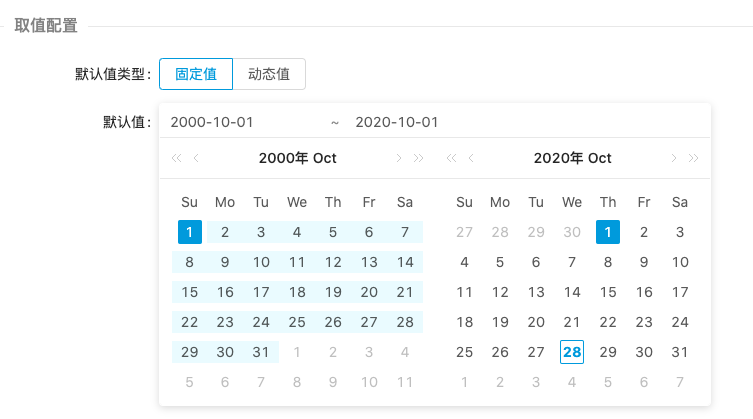 取值配置
默认值类型： 固定值 动态值
默认值： 2000-10-01 ~ 2020-10-01
2000年 Oct 2020年 Oct
Su Mo Tu We Th Fr Sa Su Mo Tu We Th Fr Sa
1 2 3 4 5 6 7 27 28 29 30 1 2 3
8 9 10 11 12 13 14 4 5 6 7 8 9 10
15 16 17 18 19 20 21 11 12 13 14 15 16 17
22 23 24 25 26 27 28 18 19 20 21 22 23 24
29 30 31 1 2 3 4 25 26 27 28 29 30 31
5 6 7 8 9 10 11 1 2 3 4 5 6 7